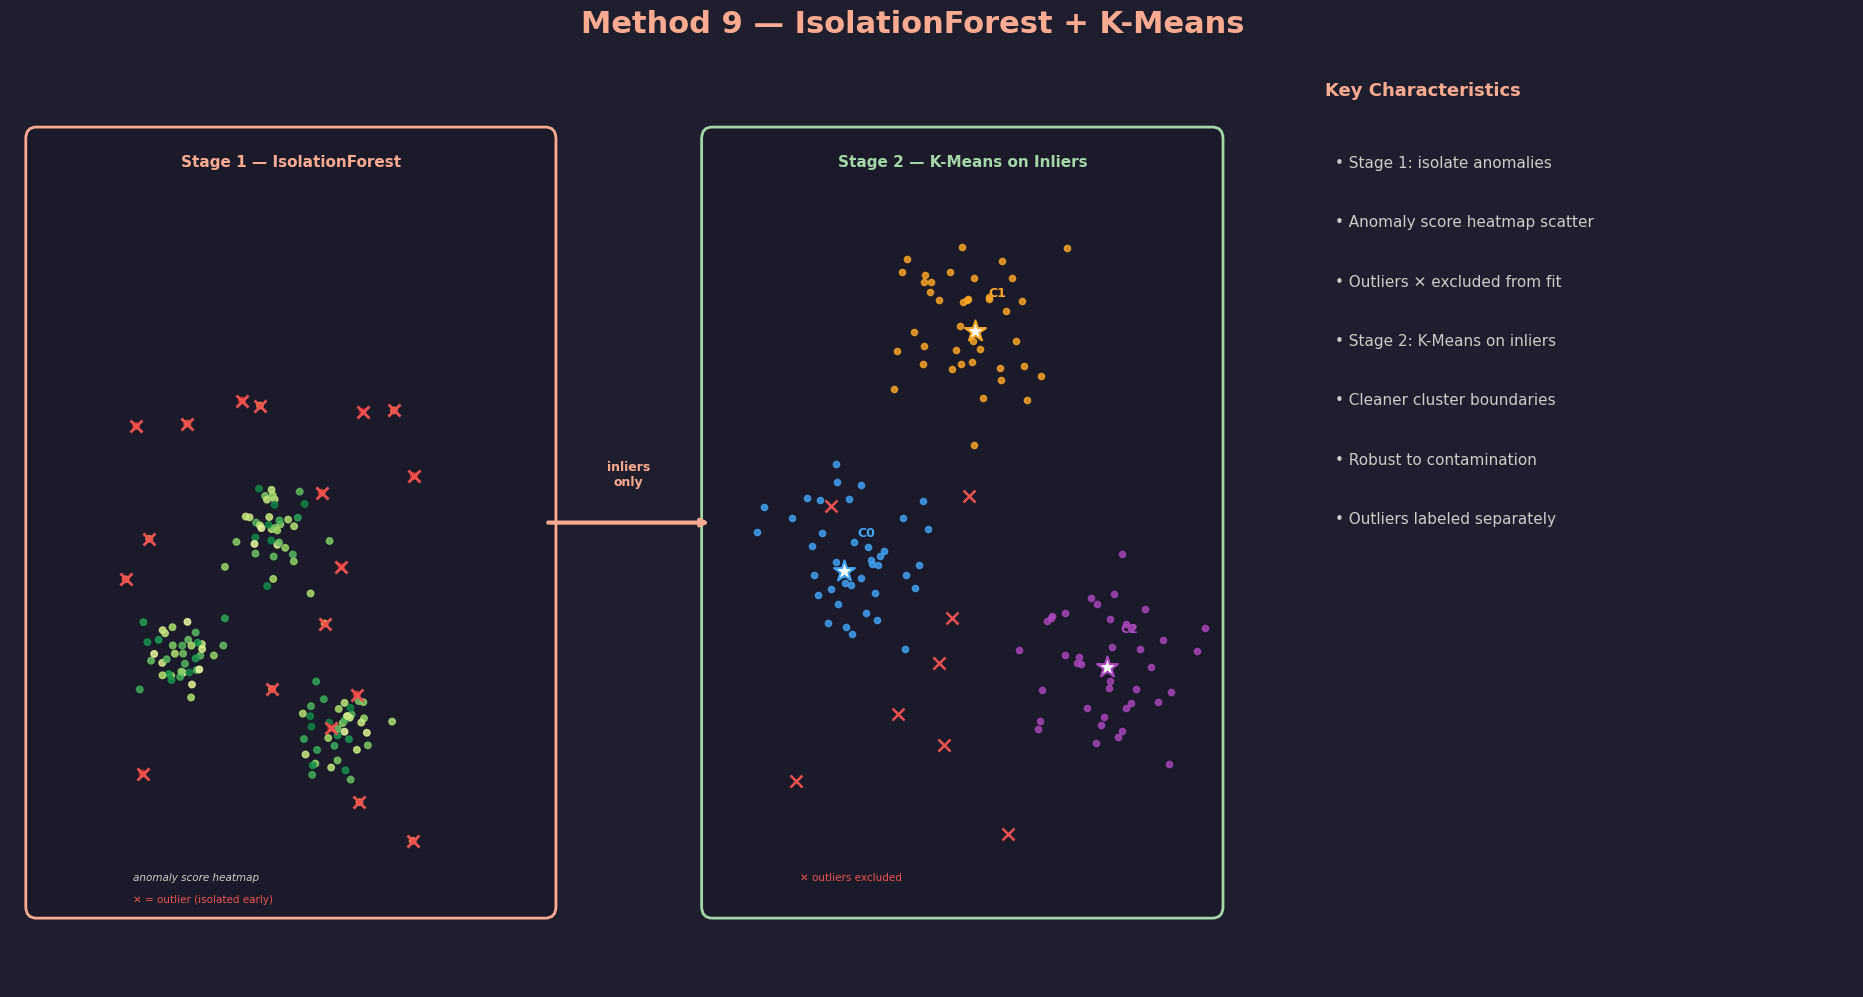 Method 9 — IsolationForest + K-Means
Stage 1 — IsolationForest
anomaly score heatmap
✕ = outlier (isolated early)
inliers
only
Stage 2 — K-Means on Inliers
C1
C0
C2
✕ outliers excluded
Key Characteristics
• Stage 1: isolate anomalies
• Anomaly score heatmap scatter
• Outliers ✕ excluded from fit
• Stage 2: K-Means on inliers
• Cleaner cluster boundaries
• Robust to contamination
• Outliers labeled separately